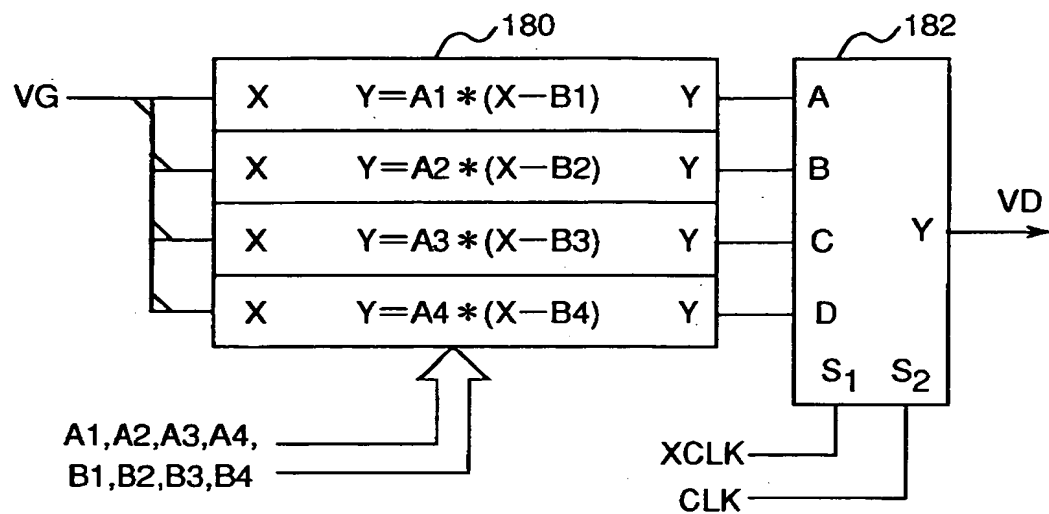 180
182
VG
X Y=A1*(X−B1) Y
A
X Y=A2*(X−B2) Y
B
X Y=A3*(X−B3) Y
C
X Y=A4*(X−B4) Y
D
Y
VD
S1 S2
A1,A2,A3,A4,
B1,B2,B3,B4
XCLK
CLK